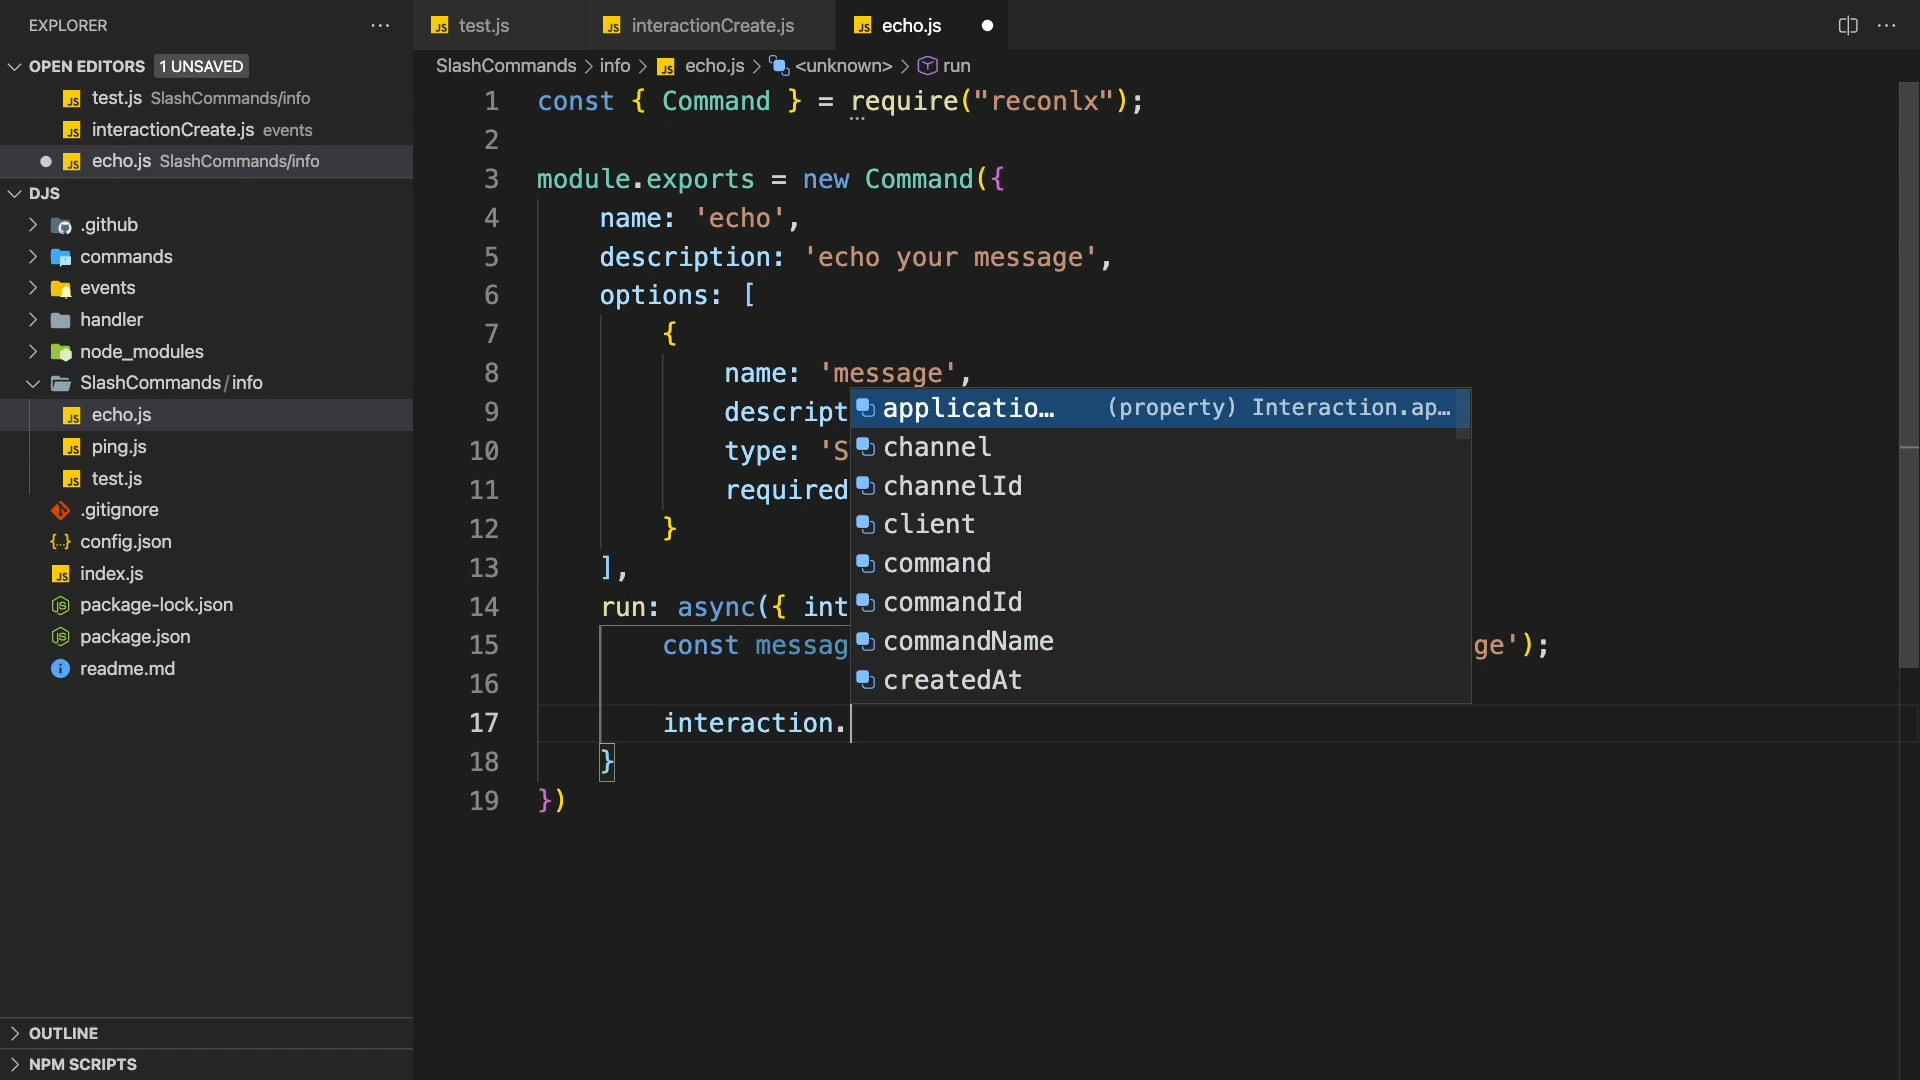 EXPLORER
OPEN EDITORS 1 UNSAVED
test.js SlashCommands/info
interactionCreate.js events
echo.js SlashCommands/info
DJS
.github
commands
events
handler
node_modules
SlashCommands/info
echo.js
ping.js
test.js
.gitignore
config.json
index.js
package-lock.json
package.json
readme.md
OUTLINE
NPM SCRIPTS
test.js interactionCreate.js echo.js
SlashCommands > info > echo.js > <unknown> > run
1 const { Command } = require("reconlx");
2
3 module.exports = new Command({
4 name: 'echo',
5 description: 'echo your message',
6 options: [
7 {
8 name: 'message',
9 descript
10 type: 'S
11 required
12 }
13 ],
14 run: async({ int
15 const messag ge');
16
17 interaction.
18 }
19 })
applicatio… (property) Interaction.ap…
channel
channelId
client
command
commandId
commandName
createdAt